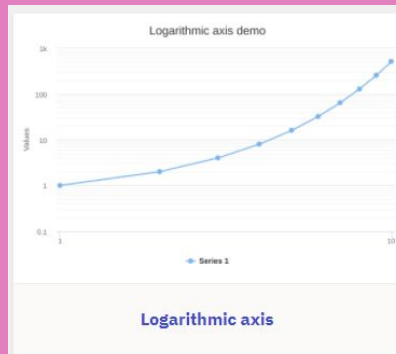 Logarithmic axis demo
1k
100
10
1
0.1
Values
1
10
Series 1
Logarithmic axis